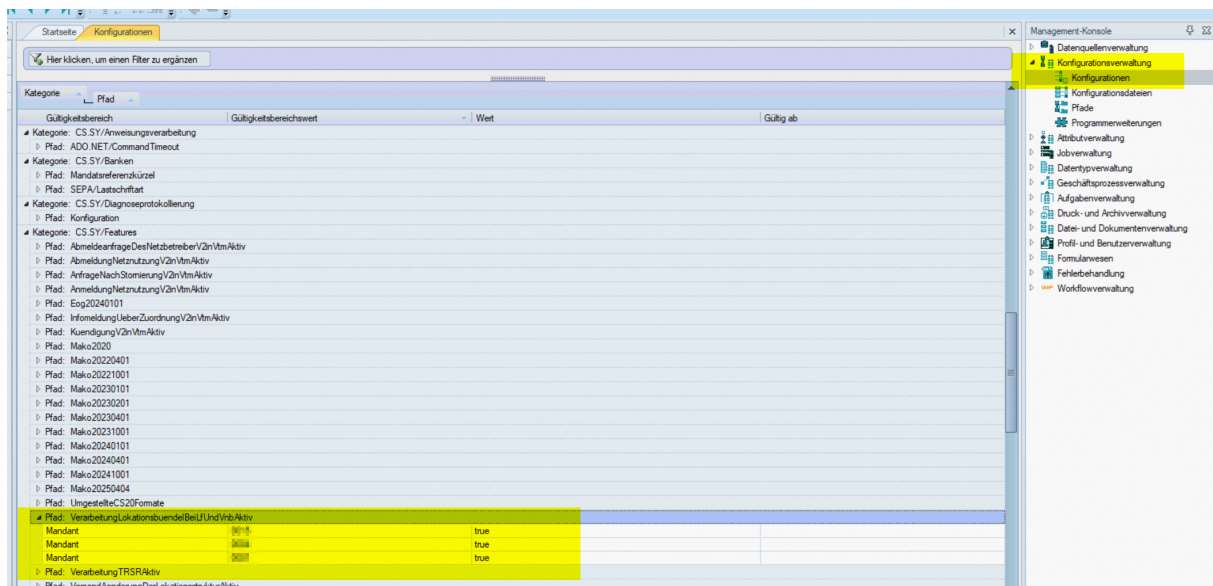 Startseite Konfigurationen
Hier klicken, um einen Filter zu ergänzen
Kategorie
Pfad
Gültigkeitsbereich Gültigkeitsbereichswert Wert Gültig ab
Kategorie: CS.SY/Anweisungsverarbeitung
Pfad: ADO.NET/CommandTimeout
Kategorie: CS.SY/Banken
Pfad: Mandatsreferenzkürzel
Pfad: SEPA/Lastschriftart
Kategorie: CS.SY/Diagnoseprotokollierung
Pfad: Konfiguration
Kategorie: CS.SY/Features
Pfad: AbmeldeanfrageDesNetzbetreiberV2inVtmAktiv
Pfad: AbmeldungNetznutzungV2inVtmAktiv
Pfad: AnfrageNachStornierungV2inVtmAktiv
Pfad: AnmeldungNetznutzungV2inVtmAktiv
Pfad: Eog20240101
Pfad: InfomeldungUeberZuordnungV2inVtmAktiv
Pfad: KuendigungV2inVtmAktiv
Pfad: Mako2020
Pfad: Mako20220401
Pfad: Mako20221001
Pfad: Mako20230101
Pfad: Mako20230201
Pfad: Mako20230401
Pfad: Mako20231001
Pfad: Mako20240101
Pfad: Mako20240401
Pfad: Mako20241001
Pfad: Mako20250404
Pfad: UmgestellteCS20Formate
Pfad: VerarbeitungLokationsbuendelBeiLfUndVnbAktiv
Mandant true
Mandant true
Mandant true
Pfad: VerarbeitungTRSRAktiv
Pfad: VersandAenderungDerLokationsstrukturAktiv
Management-Konsole
Datenquellenverwaltung
Konfigurationsverwaltung
Konfigurationen
Konfigurationsdateien
Pfade
Programmerweiterungen
Attributverwaltung
Jobverwaltung
Datentypverwaltung
Geschäftsprozessverwaltung
Aufgabenverwaltung
Druck- und Archivverwaltung
Datei- und Dokumentenverwaltung
Profil- und Benutzerverwaltung
Formularwesen
Fehlerbehandlung
Workflowverwaltung